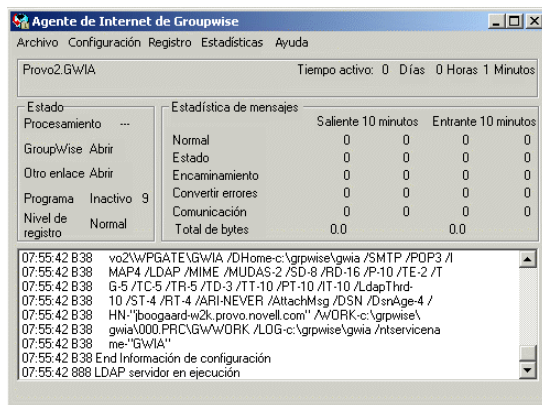 Agente de Internet de Groupwise
Archivo Configuración Registro Estadísticas Ayuda
Provo2.GWIA Tiempo activo: 0 Días 0 Horas 1 Minutos
Estado
Procesamiento ---
GroupWise Abrir
Otro enlace Abrir
Programa Inactivo 9
Nivel de registro Normal
Estadística de mensajes
Saliente 10 minutos Entrante 10 minutos
Normal 0 0 0 0
Estado 0 0 0 0
Encaminamiento 0 0 0 0
Convertir errores 0 0 0 0
Comunicación 0 0 0 0
Total de bytes 0.0 0.0
07:55:42 B38 vo2\WPGATE\GWIA /DHome-c:\grpwise\gwia /SMTP /POP3 /I
07:55:42 B38 MAP4 /LDAP /MIME /MUDAS-2 /SD-8 /RD-16 /P-10 /TE-2 /T
07:55:42 B38 G-5 /TC-5 /TR-5 /TD-3 /TT-10 /PT-10 /IT-10 /LdapThrd-
07:55:42 B38 10 /ST-4 /RT-4 /ARI-NEVER /AttachMsg /DSN /DsnAge-4 /
07:55:42 B38 HN-"jboogaard-w2k.provo.novell.com" /WORK-c:\grpwise\
07:55:42 B38 gwia\000.PRC\GWWORK /LOG-c:\grpwise\gwia /ntservicena
07:55:42 B38 me-"GWIA"
07:55:42 B38 End Información de configuración
07:55:42 888 LDAP servidor en ejecución